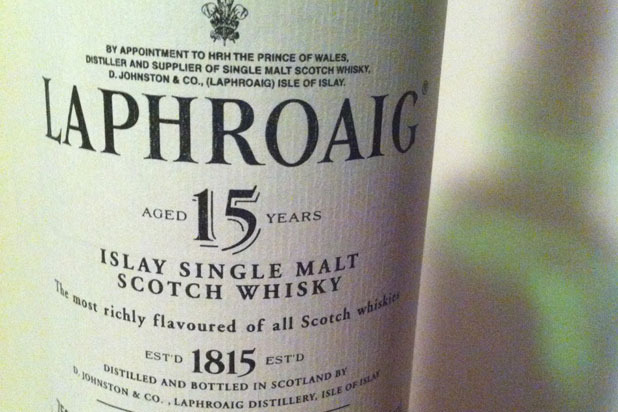 BY APPOINTMENT TO HRH THE PRINCE OF WALES,
DISTILLER AND SUPPLIER OF SINGLE MALT SCOTCH WHISKY,
D. JOHNSTON & CO., (LAPHROAIG) ISLE OF ISLAY.
LAPHROAIG®
AGED 15 YEARS
ISLAY SINGLE MALT
SCOTCH WHISKY
The most richly flavoured of all Scotch whiskies
EST'D 1815 EST'D
DISTILLED AND BOTTLED IN SCOTLAND BY
D. JOHNSTON & CO., LAPHROAIG DISTILLERY, ISLE OF ISLAY